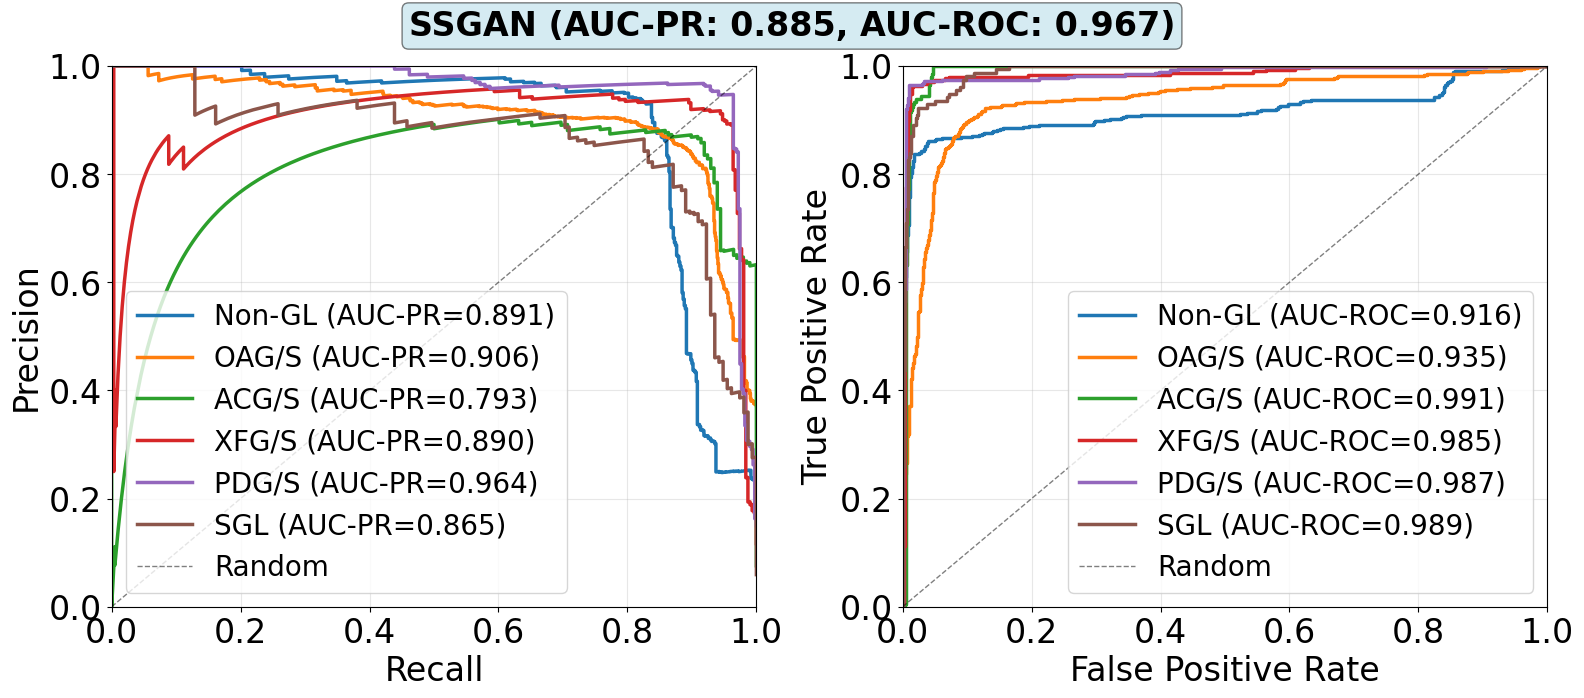 SSGAN (AUC-PR: 0.885, AUC-ROC: 0.967)
Precision
1.0
0.8
0.6
0.4
0.2
0.0
Non-GL (AUC-PR=0.891)
OAG/S (AUC-PR=0.906)
ACG/S (AUC-PR=0.793)
XFG/S (AUC-PR=0.890)
PDG/S (AUC-PR=0.964)
SGL (AUC-PR=0.865)
Random
0.0 0.2 0.4 0.6 0.8 1.0
Recall
True Positive Rate
1.0
0.8
0.6
0.4
0.2
0.0
Non-GL (AUC-ROC=0.916)
OAG/S (AUC-ROC=0.935)
ACG/S (AUC-ROC=0.991)
XFG/S (AUC-ROC=0.985)
PDG/S (AUC-ROC=0.987)
SGL (AUC-ROC=0.989)
Random
0.0 0.2 0.4 0.6 0.8 1.0
False Positive Rate